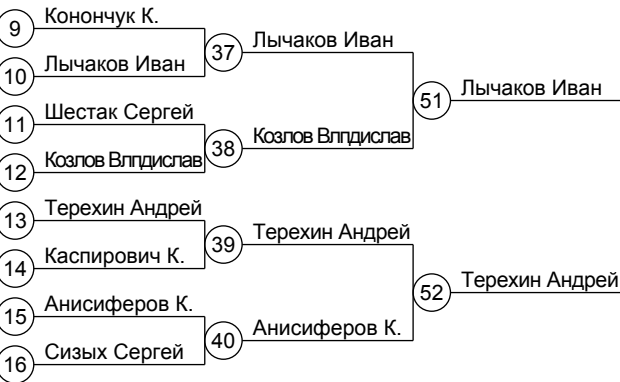 9 Конончук К.
37 Лычаков Иван
10 Лычаков Иван
51 Лычаков Иван
11 Шестак Сергей
38 Козлов Влпдислав
12 Козлов Влпдислав
13 Терехин Андрей
39 Терехин Андрей
14 Каспирович К.
52 Терехин Андрей
15 Анисиферов К.
40 Анисиферов К.
16 Сизых Сергей